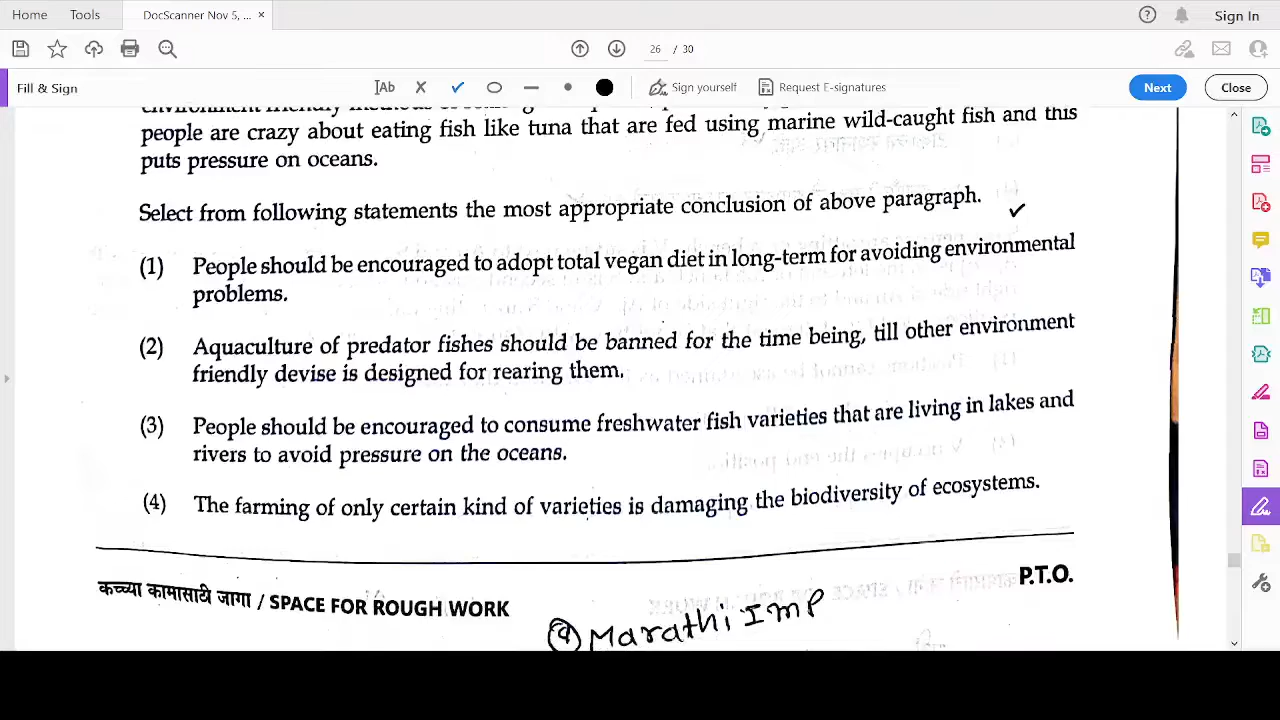 Home Tools DocScanner Nov 5, ... × Sign In
26 / 30
Fill & Sign Ab Sign yourself Request E-signatures Next Close
people are crazy about eating fish like tuna that are fed using marine wild-caught fish and this
puts pressure on oceans.
Select from following statements the most appropriate conclusion of above paragraph.
(1) People should be encouraged to adopt total vegan diet in long-term for avoiding environmental
problems.
(2) Aquaculture of predator fishes should be banned for the time being, till other environment
friendly devise is designed for rearing them.
(3) People should be encouraged to consume freshwater fish varieties that are living in lakes and
rivers to avoid pressure on the oceans.
(4) The farming of only certain kind of varieties is damaging the biodiversity of ecosystems.
कच्च्या कामासाठी जागा / SPACE FOR ROUGH WORK P.T.O.
Marathi IMP